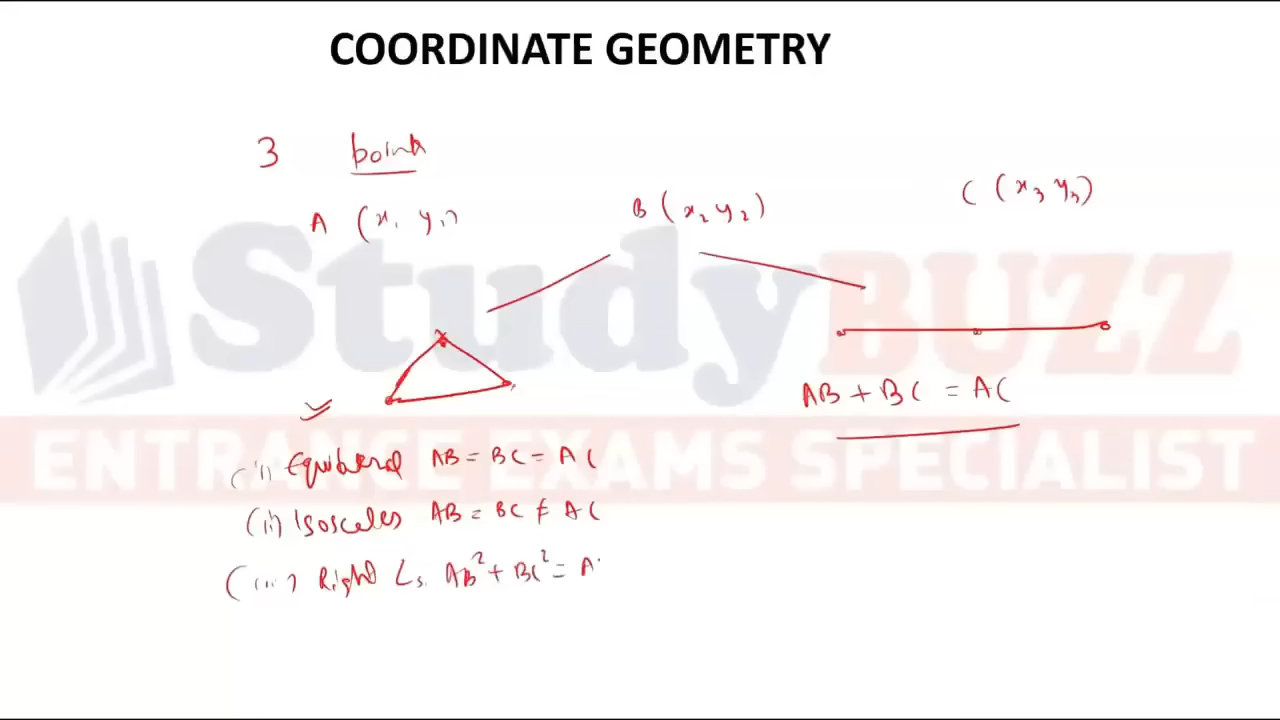 COORDINATE GEOMETRY
3 points
A (x₁ y₁) B (x₂ y₂) C (x₃ y₃)
StudyBUZZ
AB + BC = AC
ENTRANCE EXAMS SPECIALIST
(i) Equilateral AB = BC = AC
(ii) Isosceles AB = BC ≠ AC
(iii) Right ∠s. AB² + BC² = A